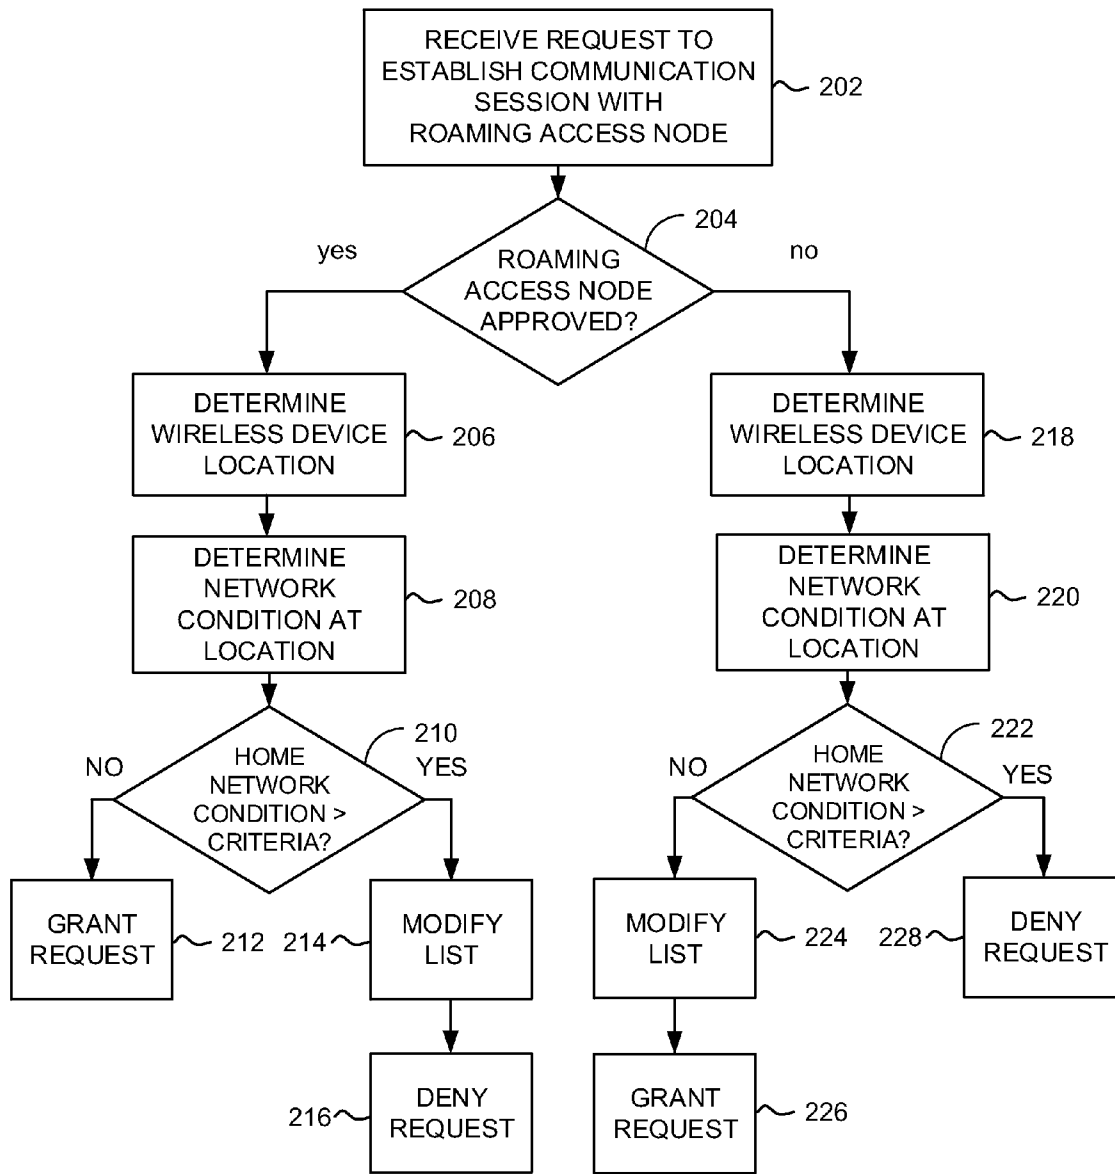 RECEIVE REQUEST TO
ESTABLISH COMMUNICATION
SESSION WITH
ROAMING ACCESS NODE
202
204
yes
no
ROAMING
ACCESS NODE
APPROVED?
DETERMINE
WIRELESS DEVICE
LOCATION
206
DETERMINE
WIRELESS DEVICE
LOCATION
218
DETERMINE
NETWORK
CONDITION AT
LOCATION
208
DETERMINE
NETWORK
CONDITION AT
LOCATION
220
210
NO
YES
HOME
NETWORK
CONDITION >
CRITERIA?
222
NO
YES
HOME
NETWORK
CONDITION >
CRITERIA?
GRANT
REQUEST
212
214
MODIFY
LIST
MODIFY
LIST
224
228
DENY
REQUEST
216
DENY
REQUEST
GRANT
REQUEST
226